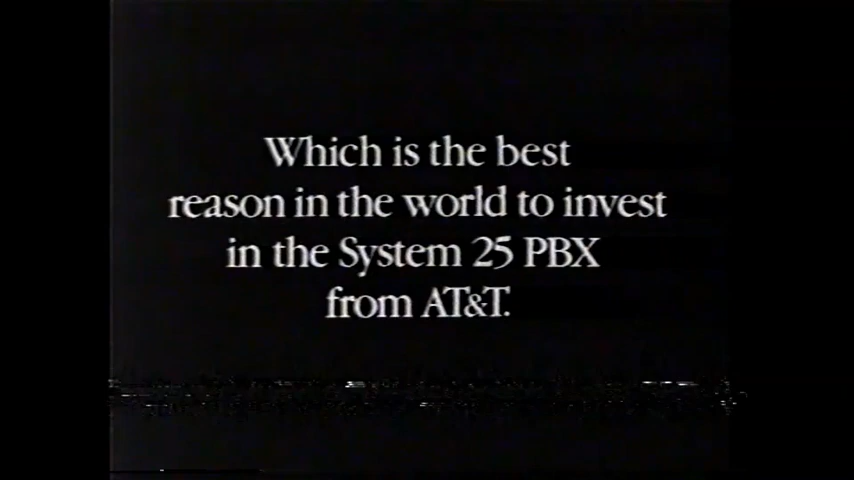 Which is the best
reason in the world to invest
in the System 25 PBX
from AT&T.